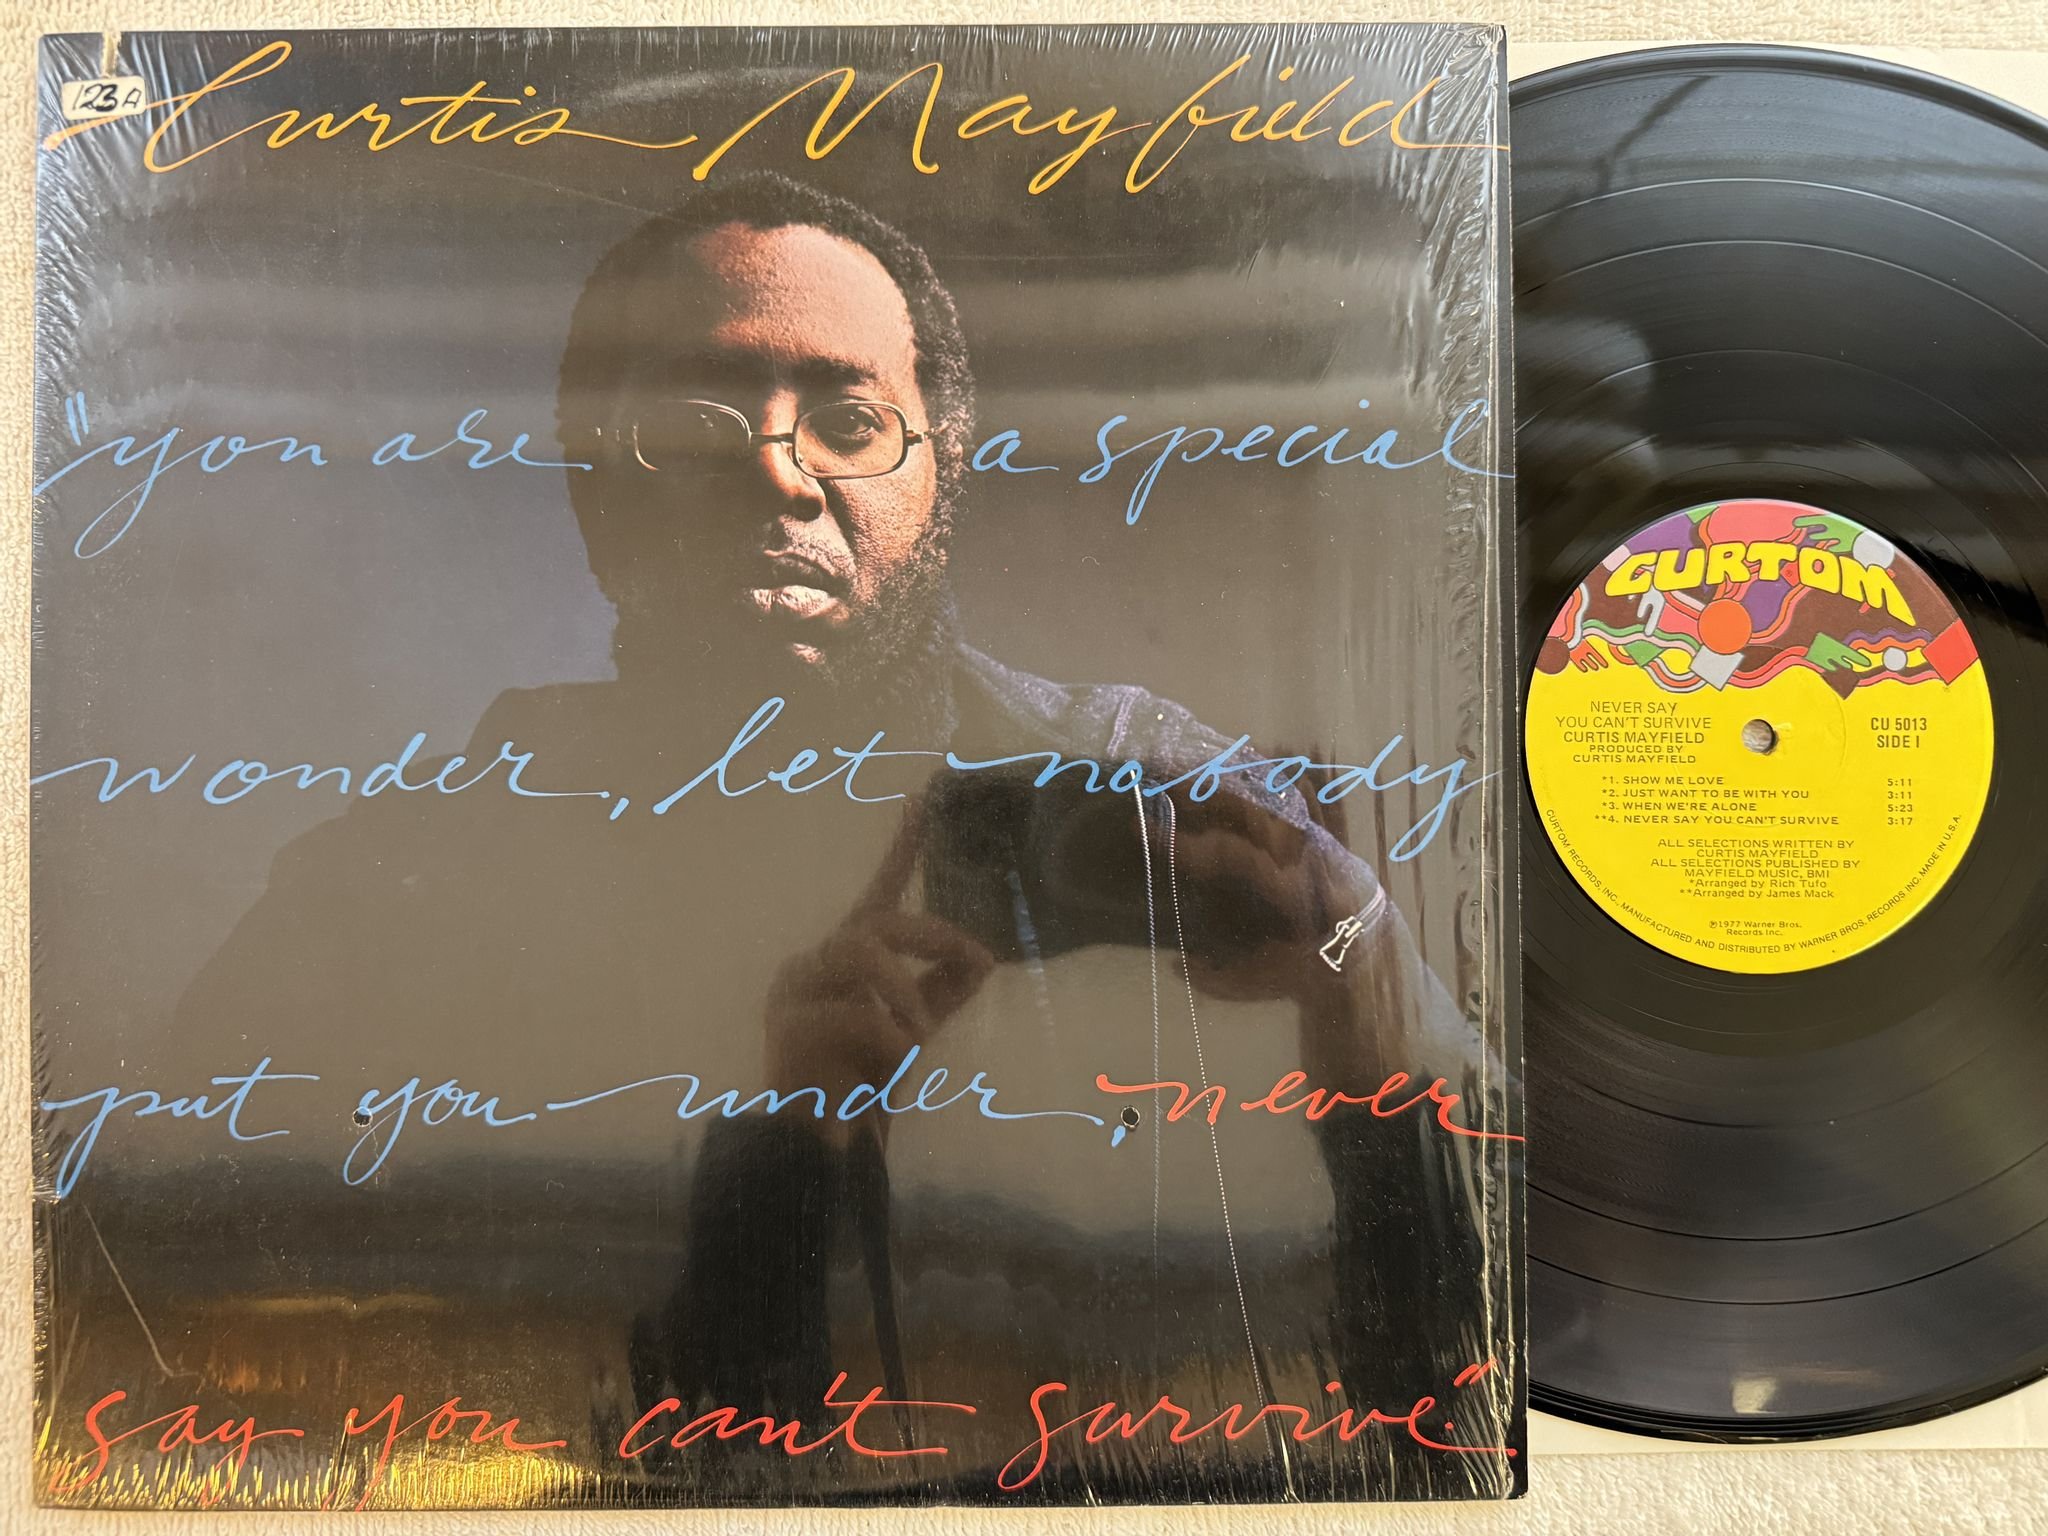 123A
Curtis Mayfield
"you are a special
wonder, let nobody
put you under, never
say you can't survive."
CURTOM
NEVER SAY
YOU CAN'T SURVIVE
CURTIS MAYFIELD
PRODUCED BY
CURTIS MAYFIELD
CU 5013
SIDE I
*1. SHOW ME LOVE 5:11
*2. JUST WANT TO BE WITH YOU 3:11
*3. WHEN WE'RE ALONE 5:23
**4. NEVER SAY YOU CAN'T SURVIVE 3:17
ALL SELECTIONS WRITTEN BY
CURTIS MAYFIELD
ALL SELECTIONS PUBLISHED BY
MAYFIELD MUSIC, BMI
*Arranged by Rich Tufo
**Arranged by James Mack
℗1977 Warner Bros.
Records Inc.
CURTOM RECORDS, INC., MANUFACTURED AND DISTRIBUTED BY WARNER BROS. RECORDS INC. MADE IN U.S.A.